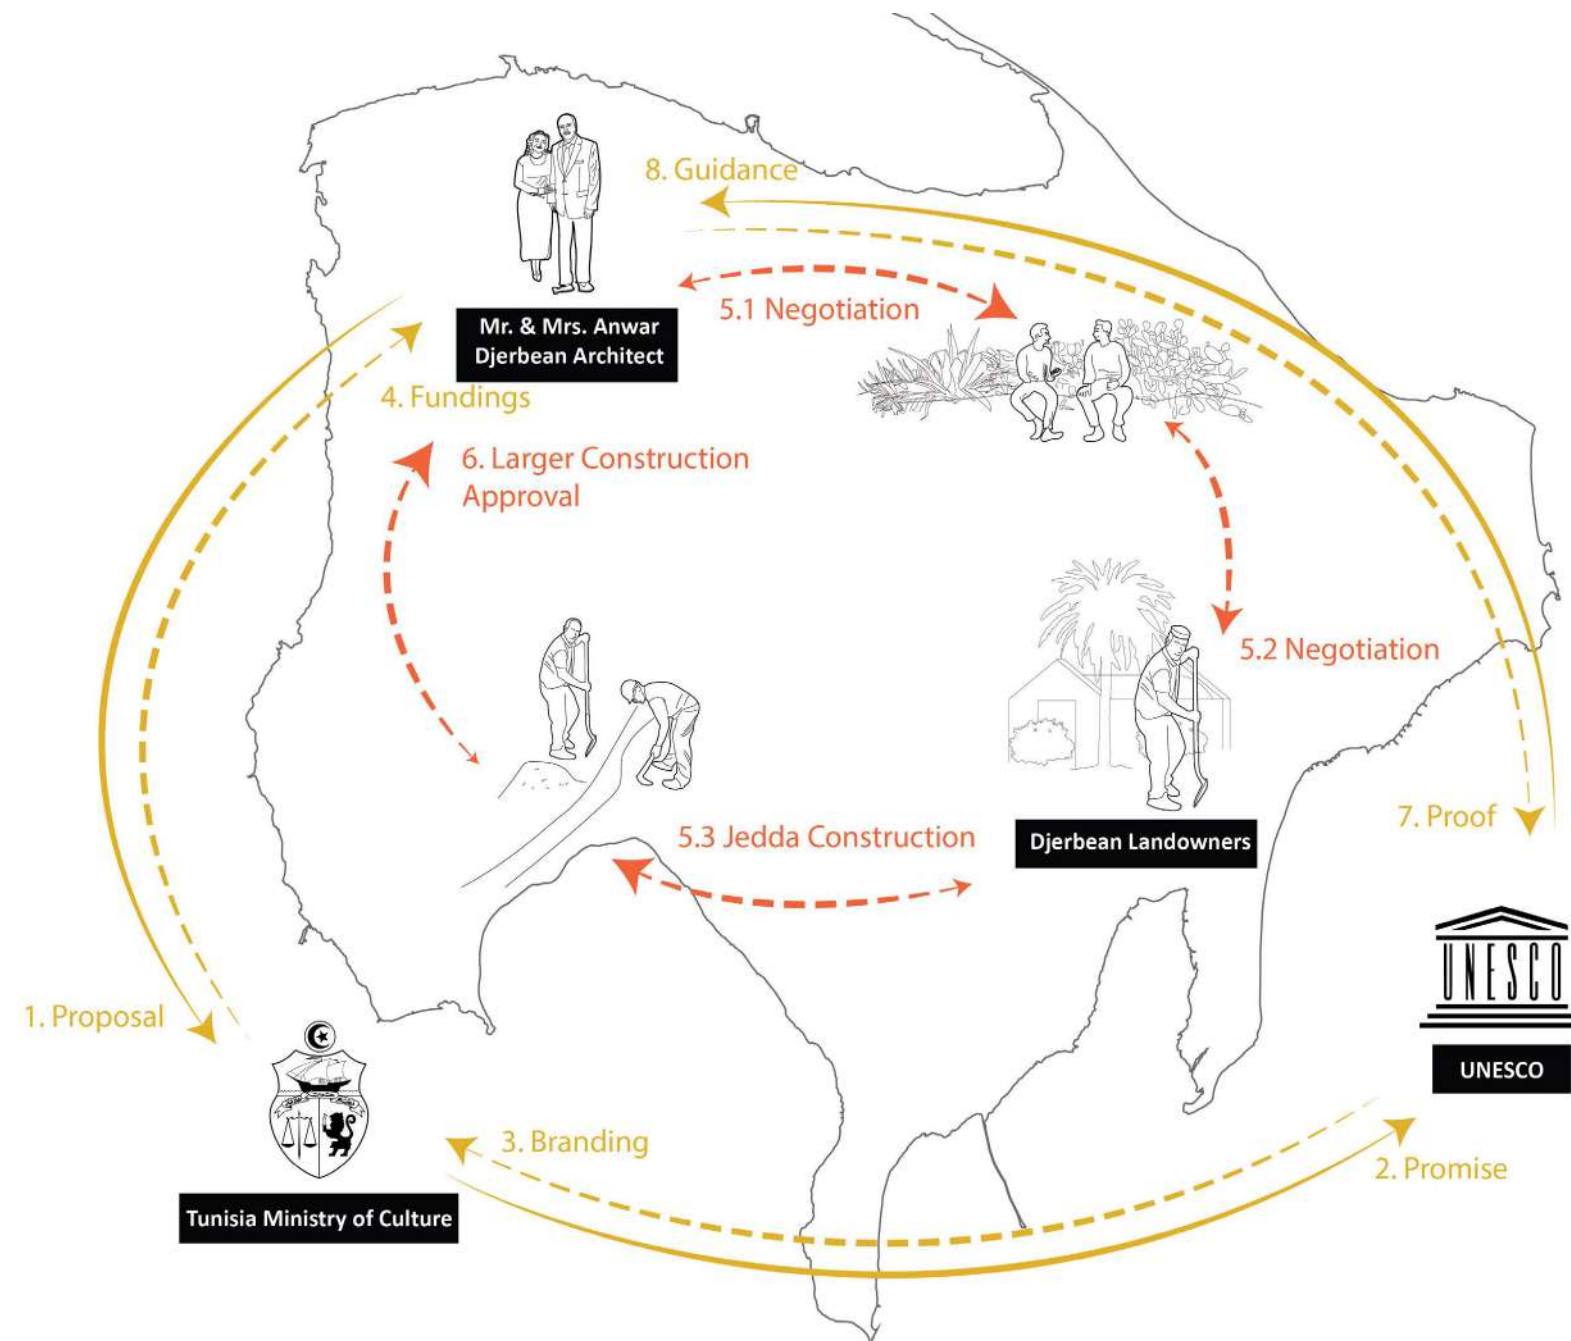 8. Guidance
5.1 Negotiation
Mr. & Mrs. Anwar
Djerbean Architect
4. Fundings
6. Larger Construction
Approval
5.2 Negotiation
5.3 Jedda Construction
Djerbean Landowners
7. Proof
UNESCO
UNESCO
1. Proposal
3. Branding
2. Promise
Tunisia Ministry of Culture